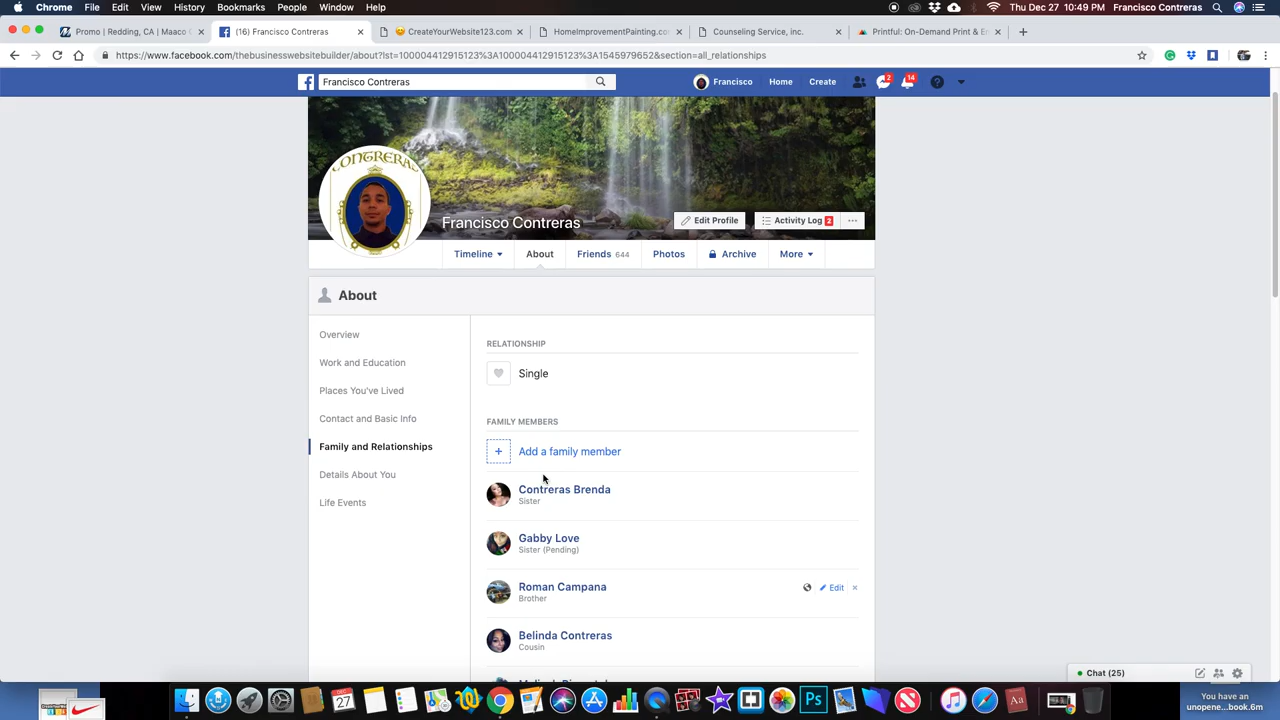 Chrome File Edit View History Bookmarks People Window Help
Thu Dec 27 10:49 PM
Promo | Redding, CA | Maaco C
(16) Francisco Contreras
CreateYourWebsite123.com
HomeImprovementPainting.co
Counseling Service, inc.
Printful: On-Demand Print & En
https://www.facebook.com/thebusinesswebsitebuilder/about?lst=100004412915123%3A100004412915123%3A1545979652&section=all_relationships
Francisco Contreras
Francisco Home Create 2 14
CONTRERAS
Francisco Contreras
Edit Profile
Activity Log 2
Timeline About Friends 644 Photos Archive More
About
Overview
Work and Education
Places You've Lived
Contact and Basic Info
Family and Relationships
Details About You
Life Events
RELATIONSHIP
Single
FAMILY MEMBERS
Add a family member
Contreras Brenda
Sister
Gabby Love
Sister (Pending)
Roman Campana
Brother
Edit
Belinda Contreras
Cousin
Chat (25)
27
Ps
You have an
unopene...book.6m